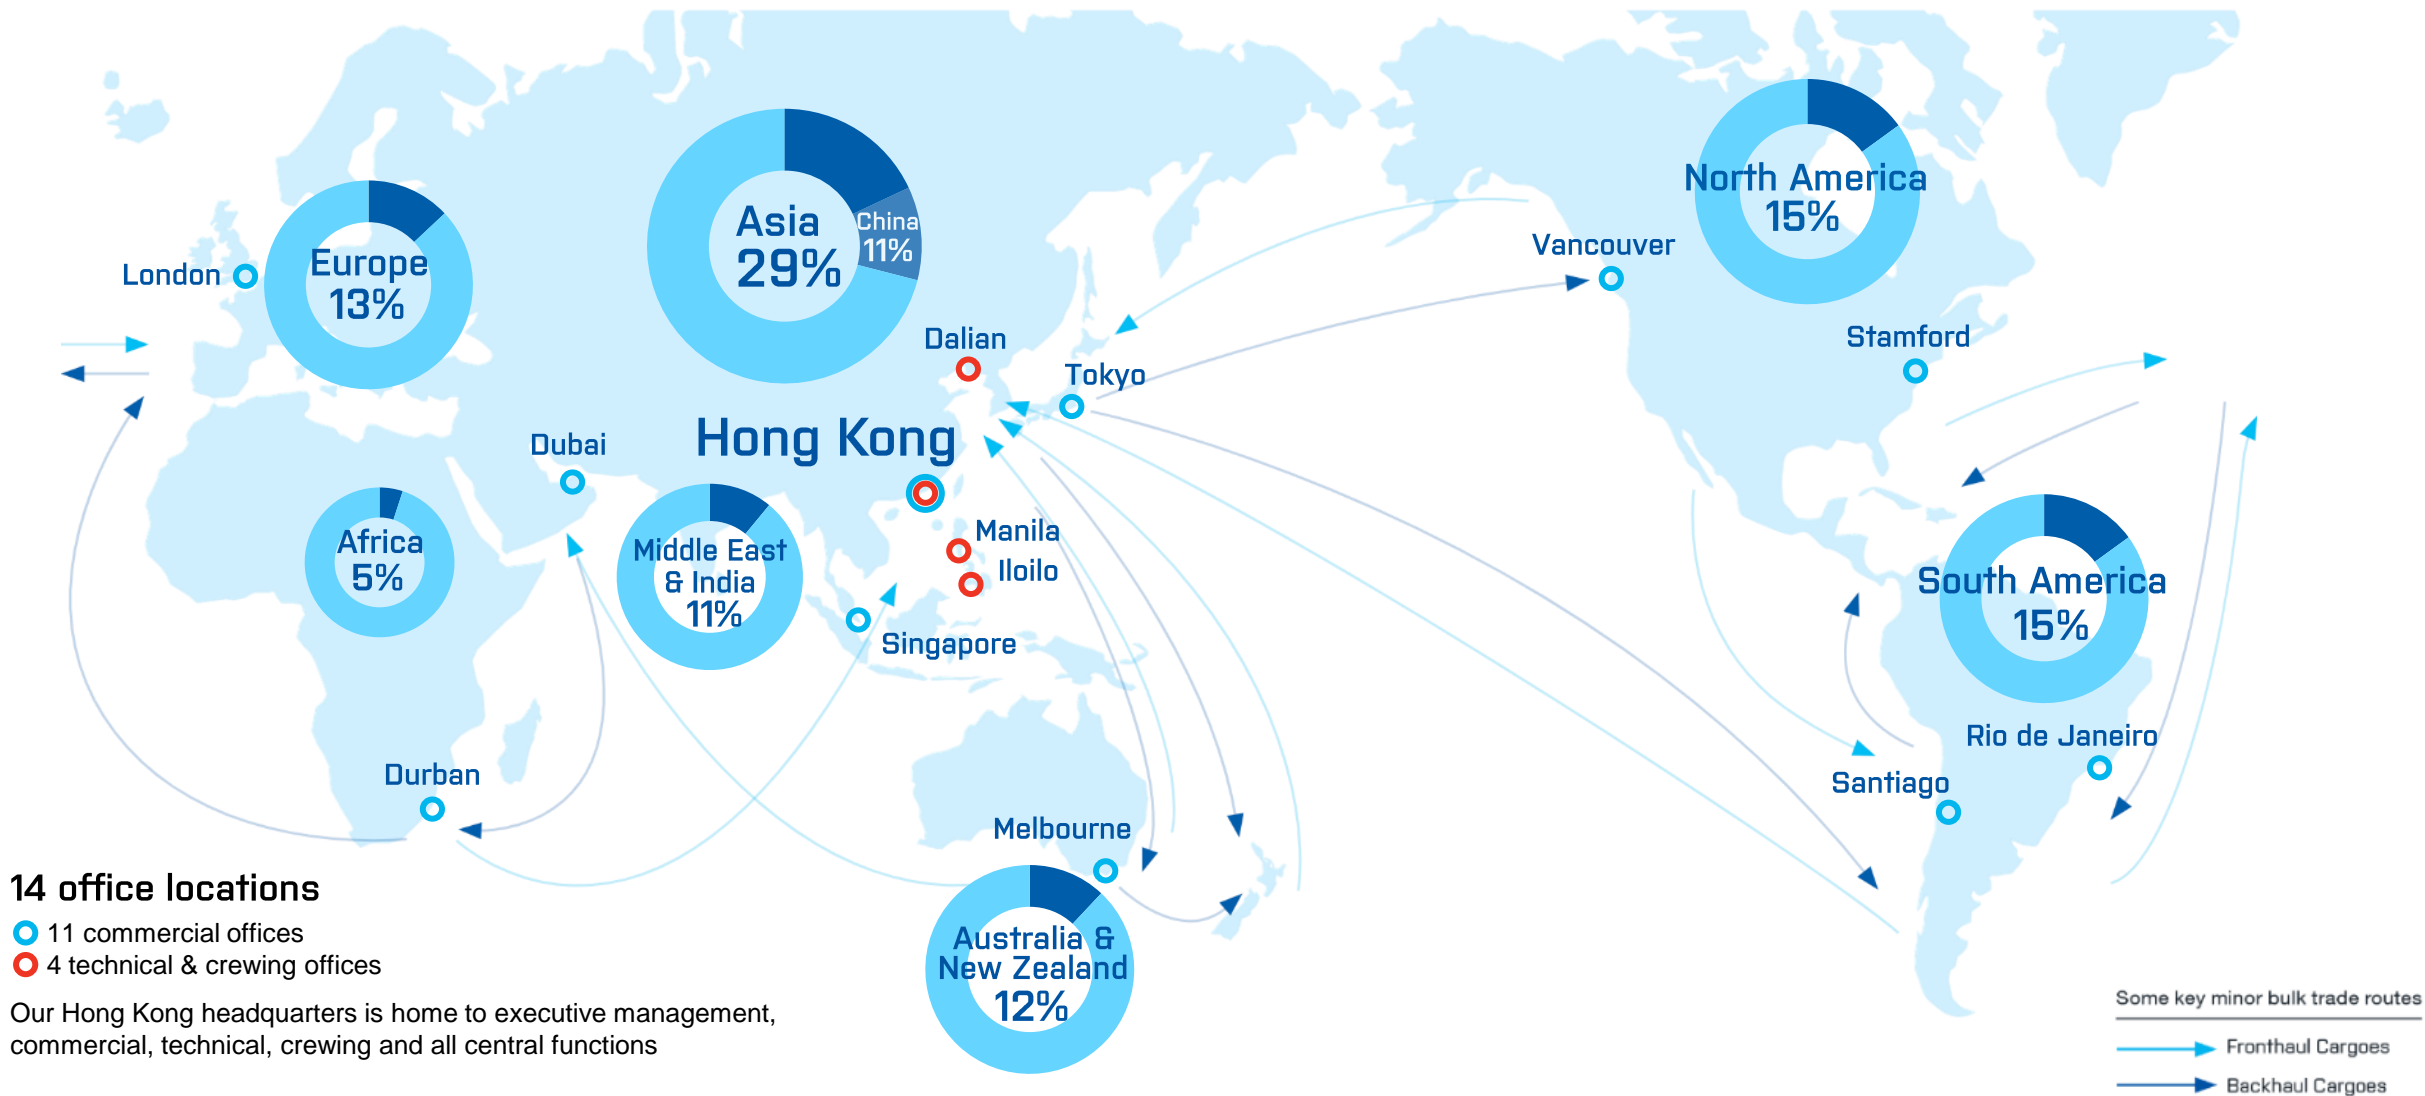 North America
15%
Asia
29%
China
11%
Europe
13%
London
Vancouver
Stamford
Dalian
Tokyo
Hong Kong
Dubai
Africa
5%
Middle East
& India
11%
Manila
Iloilo
Singapore
South America
15%
Rio de Janeiro
Santiago
Durban
Melbourne
Australia &
New Zealand
12%
14 office locations
11 commercial offices
4 technical & crewing offices
Our Hong Kong headquarters is home to executive management,
commercial, technical, crewing and all central functions
Some key minor bulk trade routes
Fronthaul Cargoes
Backhaul Cargoes